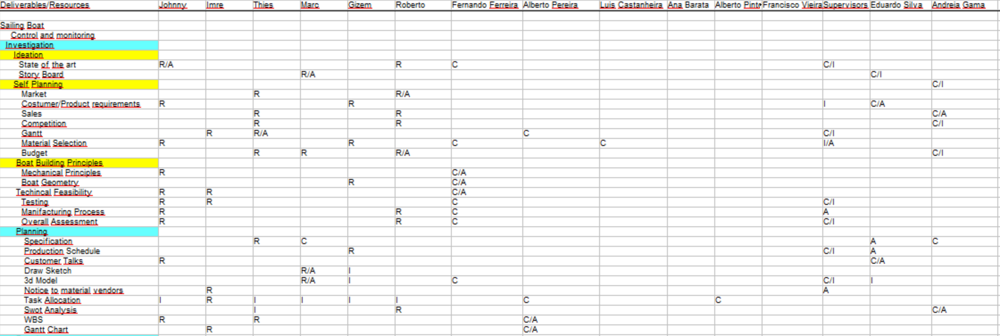 Deliverables/Resources Johnny Imre Thies Marc Gizem Roberto Fernando Ferreira Alberto Pereira Luis Castanheira Ana Barata Alberto Pint Francisco Vieira Supervisors Eduardo Silva Andreia Gama
Sailing Boat
Control and monitoring
Investigation
Ideation
State of the art R/A R C C/I
Story Board R/A C/I
Self Planning C/I
Market R R/A
Costumer/Product requirements R R I C/A
Sales R R C/A
Competition R R C/I
Gantt R R/A C C/I
Material Selection R R C C I/A
Budget R R R/A C/I
Boat Building Principles
Mechanical Principles R C/A
Boat Geometry R C/A
Techincal Feasibility R R C/A
Testing R R C C/I
Manifacturing Process R R C A
Overall Assessment R R C C/I
Planning
Specification R C A C
Production Schedule R C/I A
Customer Talks R C/A
Draw Sketch R/A I
3d Model R/A I C C/I I
Notice to material vendors R A
Task Allocation I R I I I I C C
Swot Analysis I R C/A
WBS R R C/A
Gantt Chart R C/A